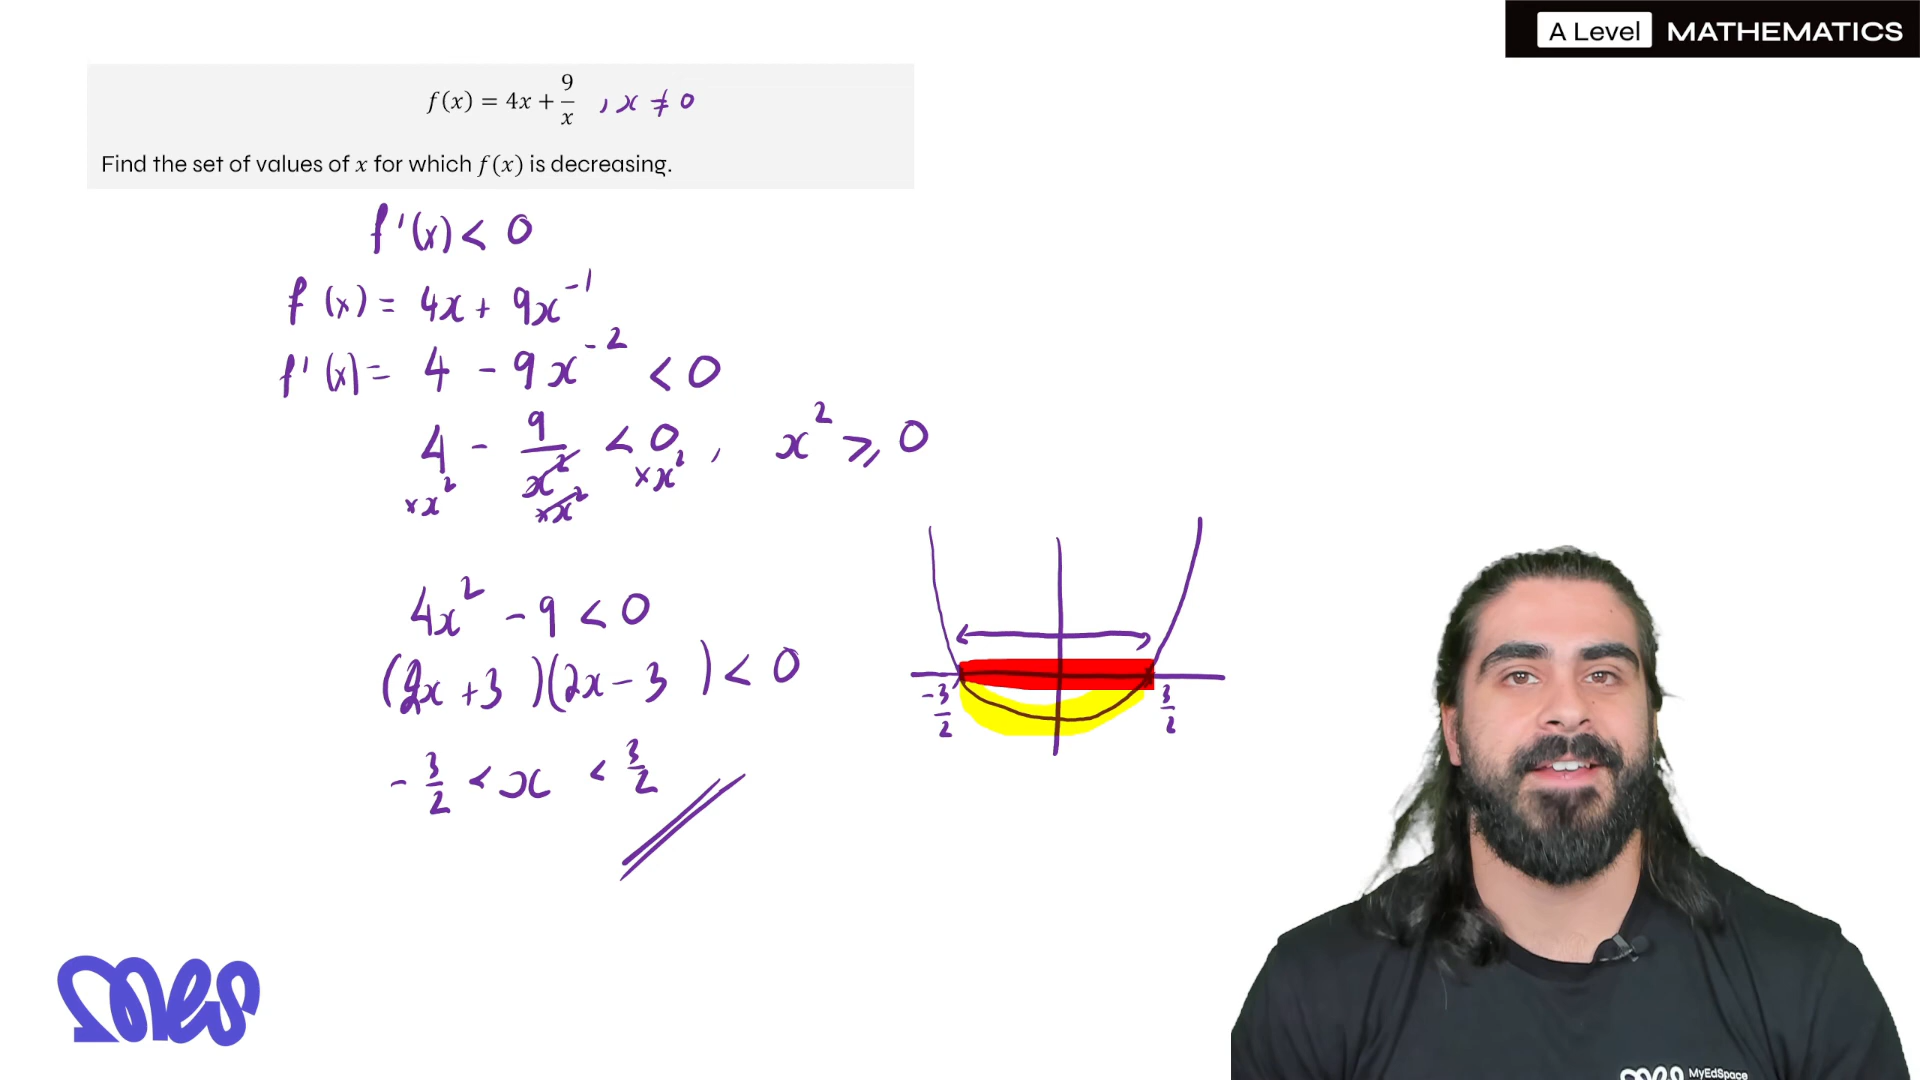 A Level MATHEMATICS
f(x) = 4x + 9/x , x ≠ 0
Find the set of values of x for which f(x) is decreasing.
f'(x) < 0
f(x) = 4x + 9x⁻¹
f'(x) = 4 - 9x⁻² < 0
4 - 9/x² < 0 , x² ⩾ 0
×x² ×x² ×x²
4x² - 9 < 0
(2x + 3)(2x - 3) < 0
-3/2 3/2
-3/2 < x < 3/2
mes
mes MyEdSpace